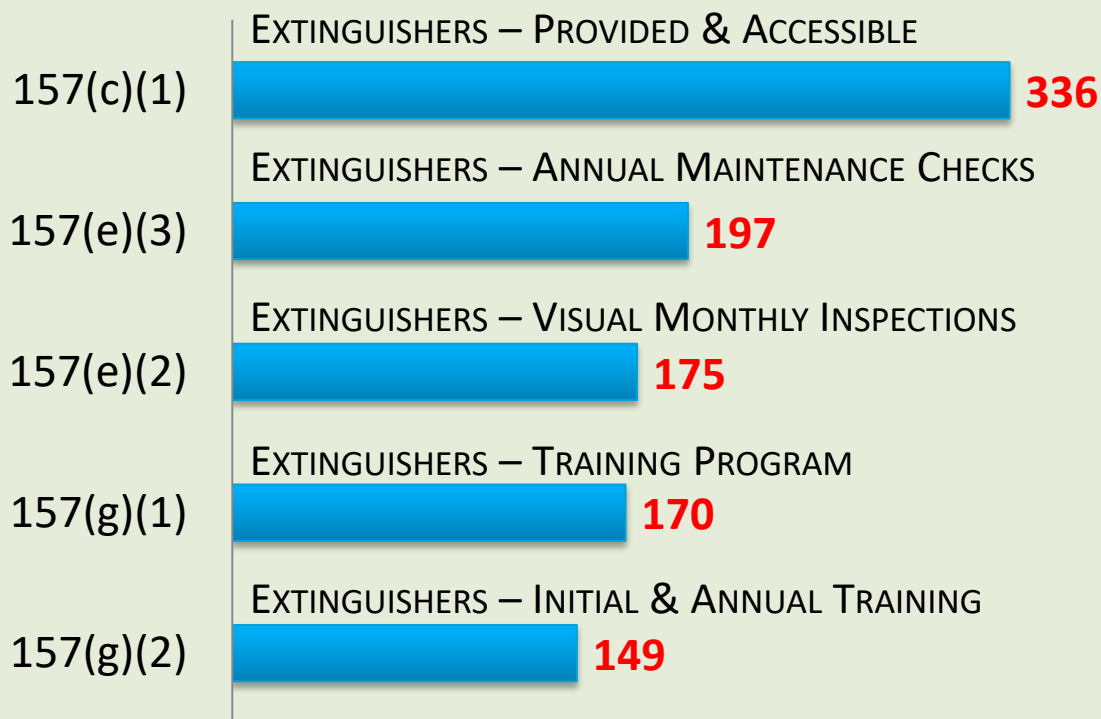 EXTINGUISHERS – PROVIDED & ACCESSIBLE
157(c)(1) 336
EXTINGUISHERS – ANNUAL MAINTENANCE CHECKS
157(e)(3) 197
EXTINGUISHERS – VISUAL MONTHLY INSPECTIONS
157(e)(2) 175
EXTINGUISHERS – TRAINING PROGRAM
157(g)(1) 170
EXTINGUISHERS – INITIAL & ANNUAL TRAINING
157(g)(2) 149